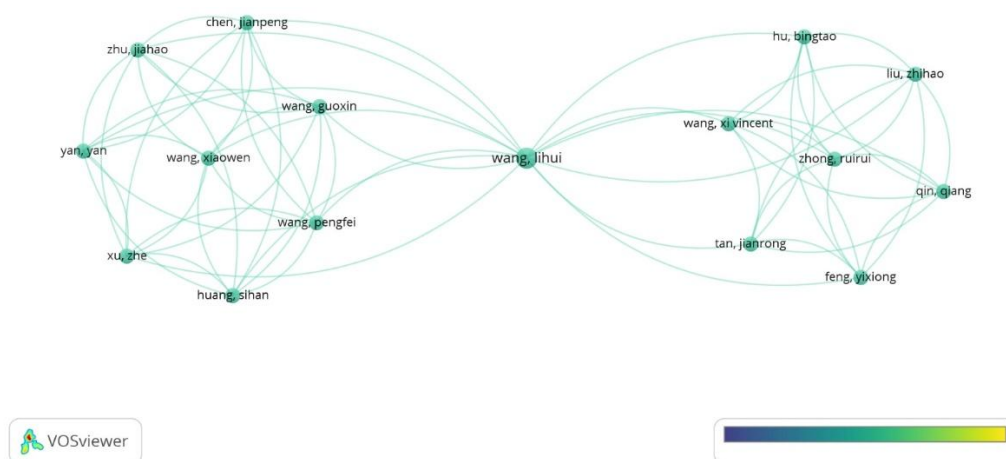 chen, jianpeng
zhu, jiahao
hu, bingtao
liu, zhihao
wang, guoxin
wang, xi vincent
yan, yan
wang, xiaowen
wang, lihui
zhong, ruirui
qin, qiang
wang, pengfei
tan, jianrong
xu, zhe
feng, yixiong
huang, sihan
VOSviewer